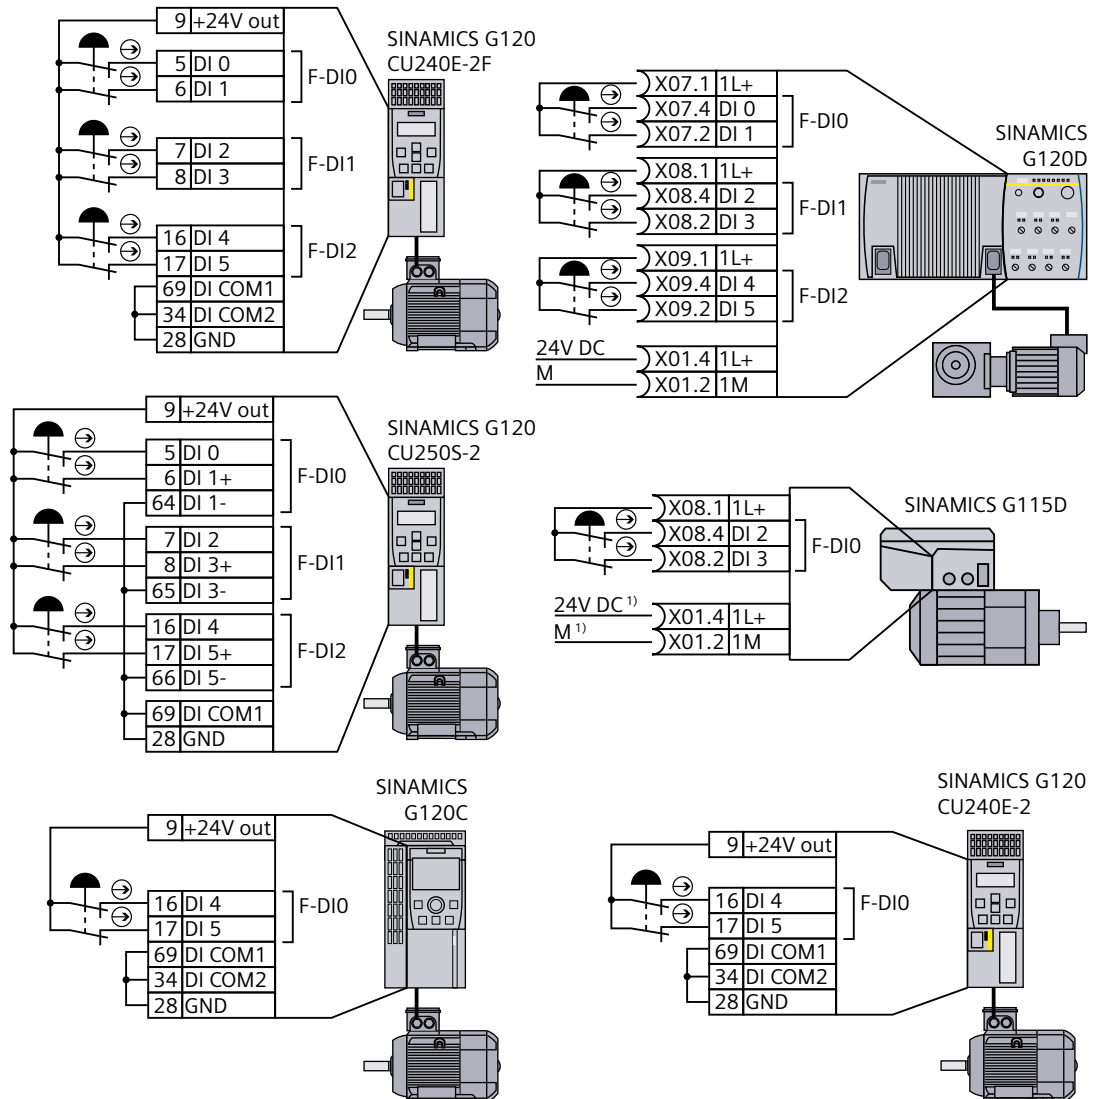 9 +24V out
5 DI 0
6 DI 1
F-DI0
7 DI 2
8 DI 3
F-DI1
16 DI 4
17 DI 5
F-DI2
69 DI COM1
34 DI COM2
28 GND
SINAMICS G120
CU240E-2F
X07.1 1L+
X07.4 DI 0
X07.2 DI 1
F-DI0
X08.1 1L+
X08.4 DI 2
X08.2 DI 3
F-DI1
X09.1 1L+
X09.4 DI 4
X09.2 DI 5
F-DI2
24V DC
X01.4 1L+
M
X01.2 1M
SINAMICS
G120D
9 +24V out
5 DI 0
6 DI 1+
64 DI 1-
F-DI0
7 DI 2
8 DI 3+
65 DI 3-
F-DI1
16 DI 4
17 DI 5+
66 DI 5-
F-DI2
69 DI COM1
28 GND
SINAMICS G120
CU250S-2
X08.1 1L+
X08.4 DI 2
X08.2 DI 3
F-DI0
24V DC 1)
X01.4 1L+
M 1)
X01.2 1M
SINAMICS G115D
SINAMICS
G120C
9 +24V out
16 DI 4
17 DI 5
F-DI0
69 DI COM1
34 DI COM2
28 GND
SINAMICS G120
CU240E-2
9 +24V out
16 DI 4
17 DI 5
F-DI0
69 DI COM1
34 DI COM2
28 GND